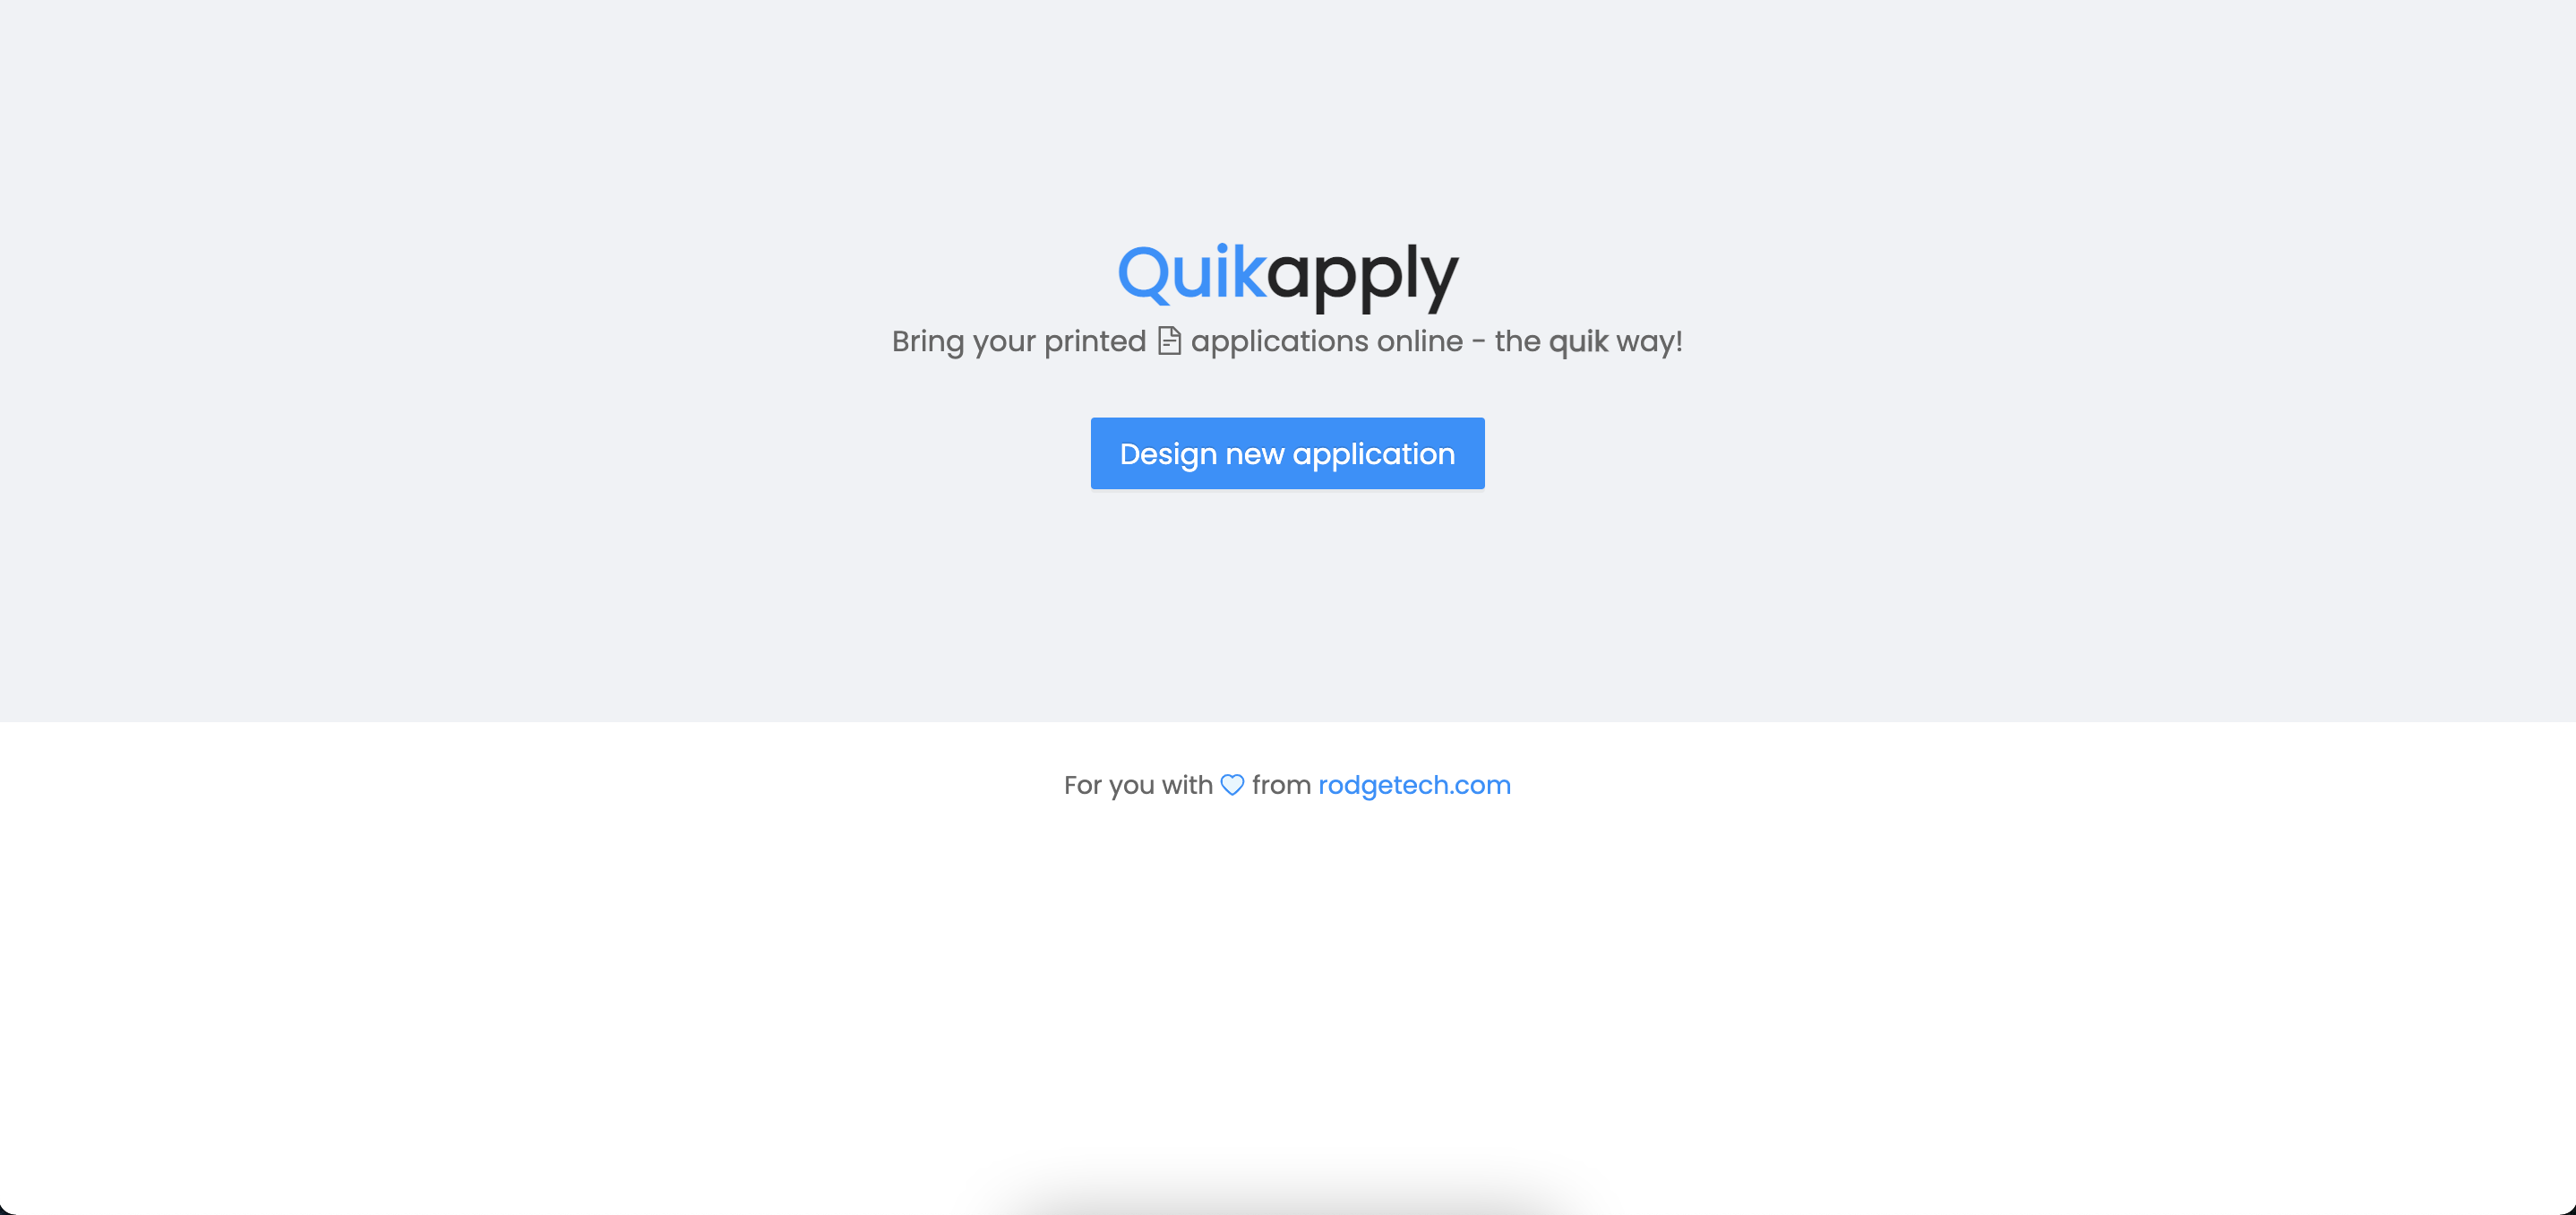 Quikapply
Bring your printed applications online - the quik way!
Design new application
For you with from rodgetech.com